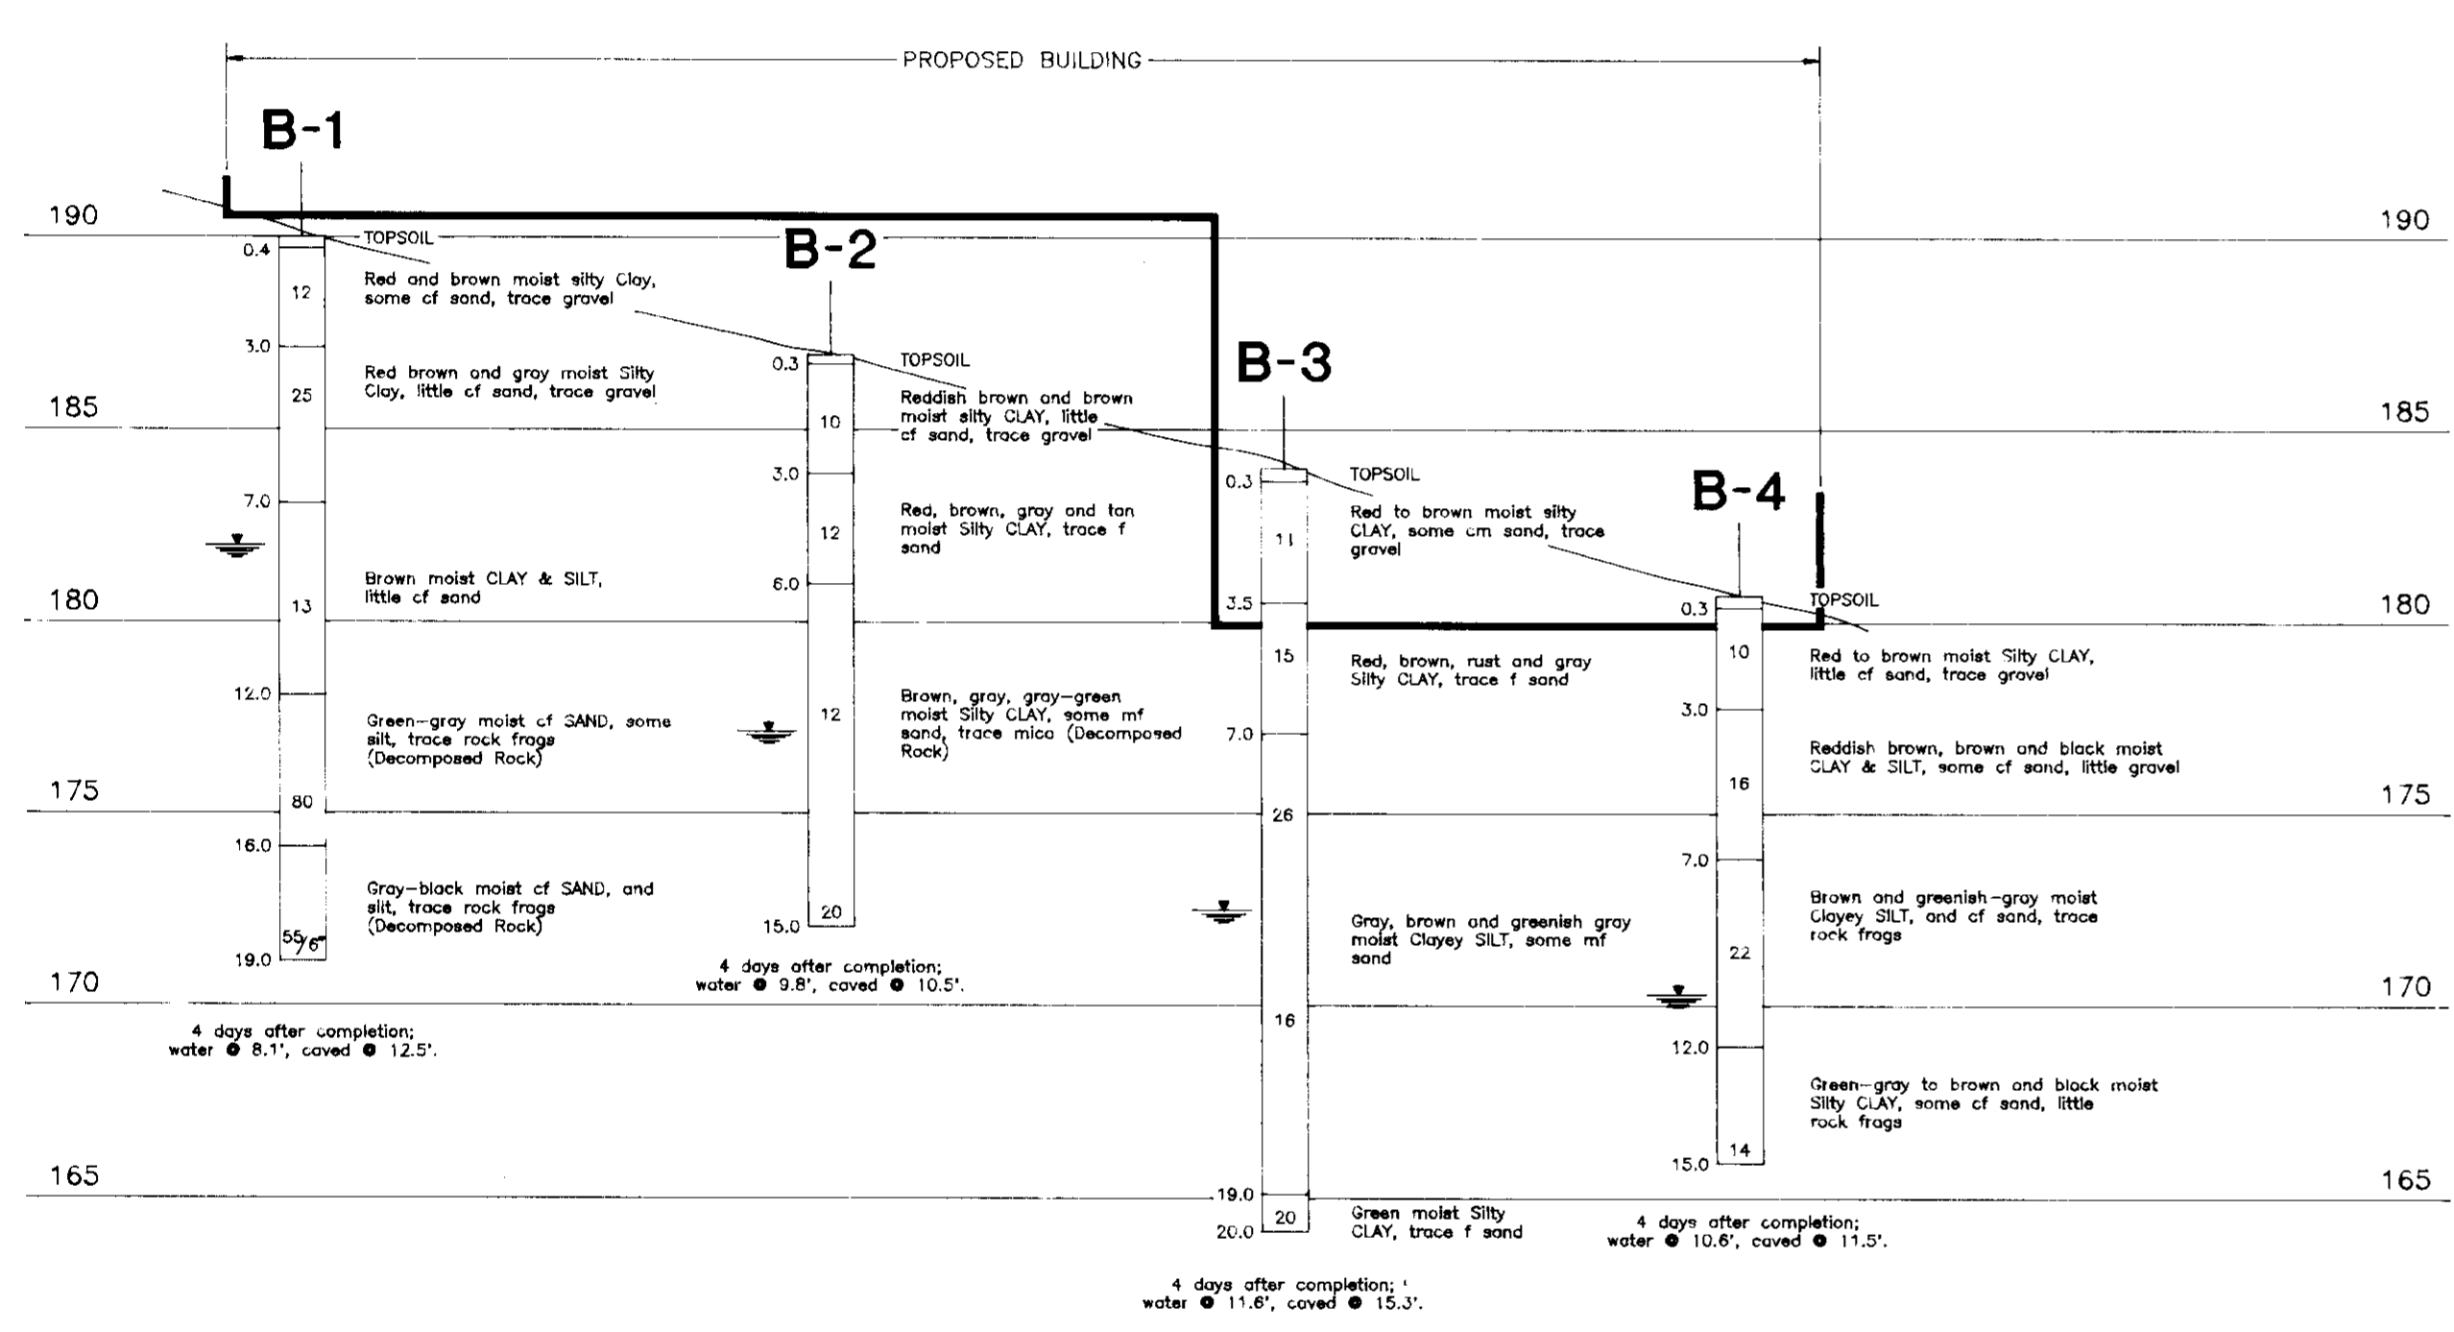 PROPOSED BUILDING
B-1
190
190
TOPSOIL
0.4
B-2
12
Red and brown moist silty Clay,
some cf sand, trace gravel
3.0
25
Red brown and gray moist Silty
Clay, little cf sand, trace gravel
185
185
7.0
Brown moist CLAY & SILT,
little cf sand
13
180
180
12.0
Green-gray moist cf SAND, some
silt, trace rock frags
(Decomposed Rock)
175
175
80
16.0
Gray-black moist cf SAND, and
silt, trace rock frags
(Decomposed Rock)
55/6"
19.0
170
170
4 days after completion;
water @ 8.1', caved @ 12.5'.
165
165
0.3
TOPSOIL
10
Reddish brown and brown
moist silty CLAY, little
cf sand, trace gravel
3.0
12
Red, brown, gray and tan
moist Silty CLAY, trace f
sand
6.0
12
Brown, gray, gray-green
moist Silty CLAY, some mf
sand, trace mica (Decomposed
Rock)
20
15.0
4 days after completion;
water @ 9.8', caved @ 10.5'.
B-3
0.3
TOPSOIL
11
Red to brown moist silty
CLAY, some cm sand, trace
gravel
3.5
15
Red, brown, rust and gray
Silty CLAY, trace f sand
7.0
26
Gray, brown and greenish gray
moist Clayey SILT, some mf
sand
16
19.0
20
Green moist Silty
CLAY, trace f sand
20.0
4 days after completion;
water @ 11.6', caved @ 15.3'.
B-4
0.3
TOPSOIL
10
Red to brown moist Silty CLAY,
little cf sand, trace gravel
3.0
Reddish brown, brown and black moist
CLAY & SILT, some cf sand, little gravel
16
7.0
Brown and greenish-gray moist
Clayey SILT, and cf sand, trace
rock frags
22
12.0
Green-gray to brown and black moist
Silty CLAY, some cf sand, little
rock frags
14
15.0
4 days after completion;
water @ 10.6', caved @ 11.5'.